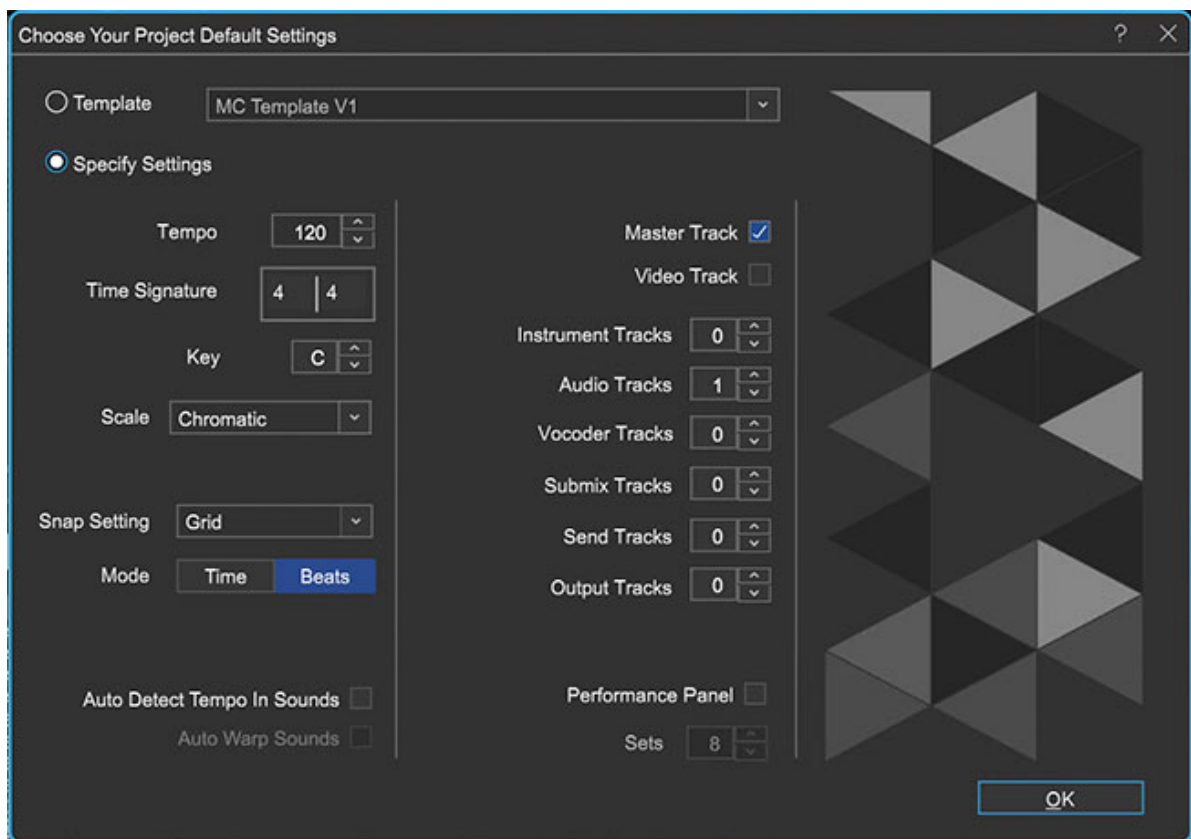 Choose Your Project Default Settings ?
Template MC Template V1
Specify Settings
Tempo 120
Time Signature 4 4
Key C
Scale Chromatic
Snap Setting Grid
Mode Time Beats
Auto Detect Tempo In Sounds
Auto Warp Sounds
Master Track
Video Track
Instrument Tracks 0
Audio Tracks 1
Vocoder Tracks 0
Submix Tracks 0
Send Tracks 0
Output Tracks 0
Performance Panel
Sets 8
OK